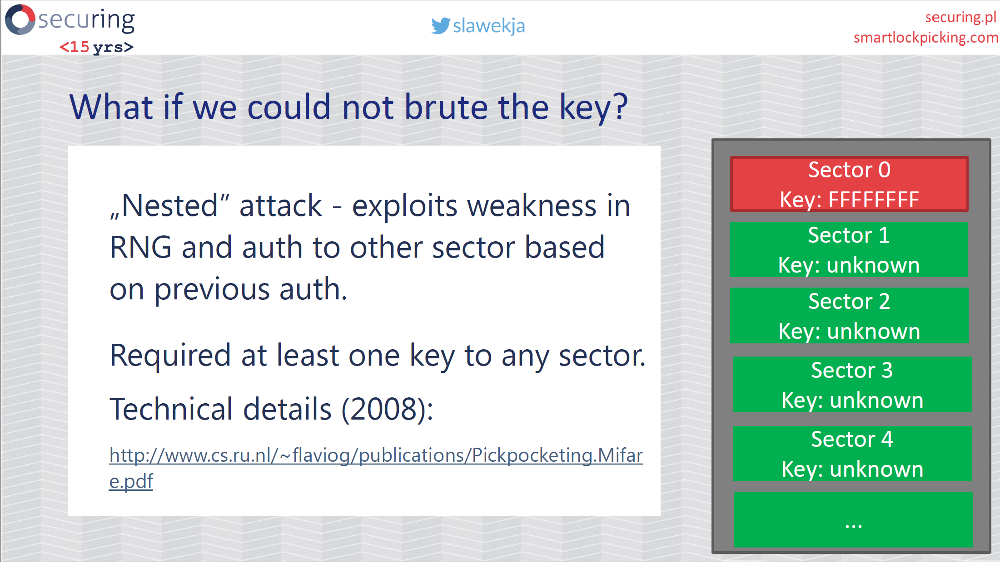 securing
<15 yrs>
slawekja
securing.pl
smartlockpicking.com
What if we could not brute the key?
„Nested” attack - exploits weakness in
RNG and auth to other sector based
on previous auth.
Required at least one key to any sector.
Technical details (2008):
http://www.cs.ru.nl/~flaviog/publications/Pickpocketing.Mifar
e.pdf
Sector 0
Key: FFFFFFFF
Sector 1
Key: unknown
Sector 2
Key: unknown
Sector 3
Key: unknown
Sector 4
Key: unknown
...